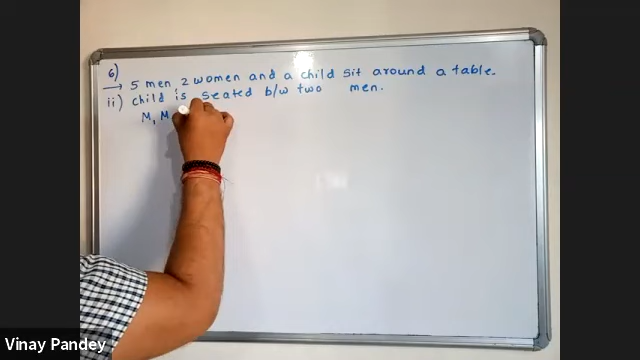 6)
→ 5 men 2 women and a child sit around a table.
ii) child is seated b/w two men.
M, M
Vinay Pandey